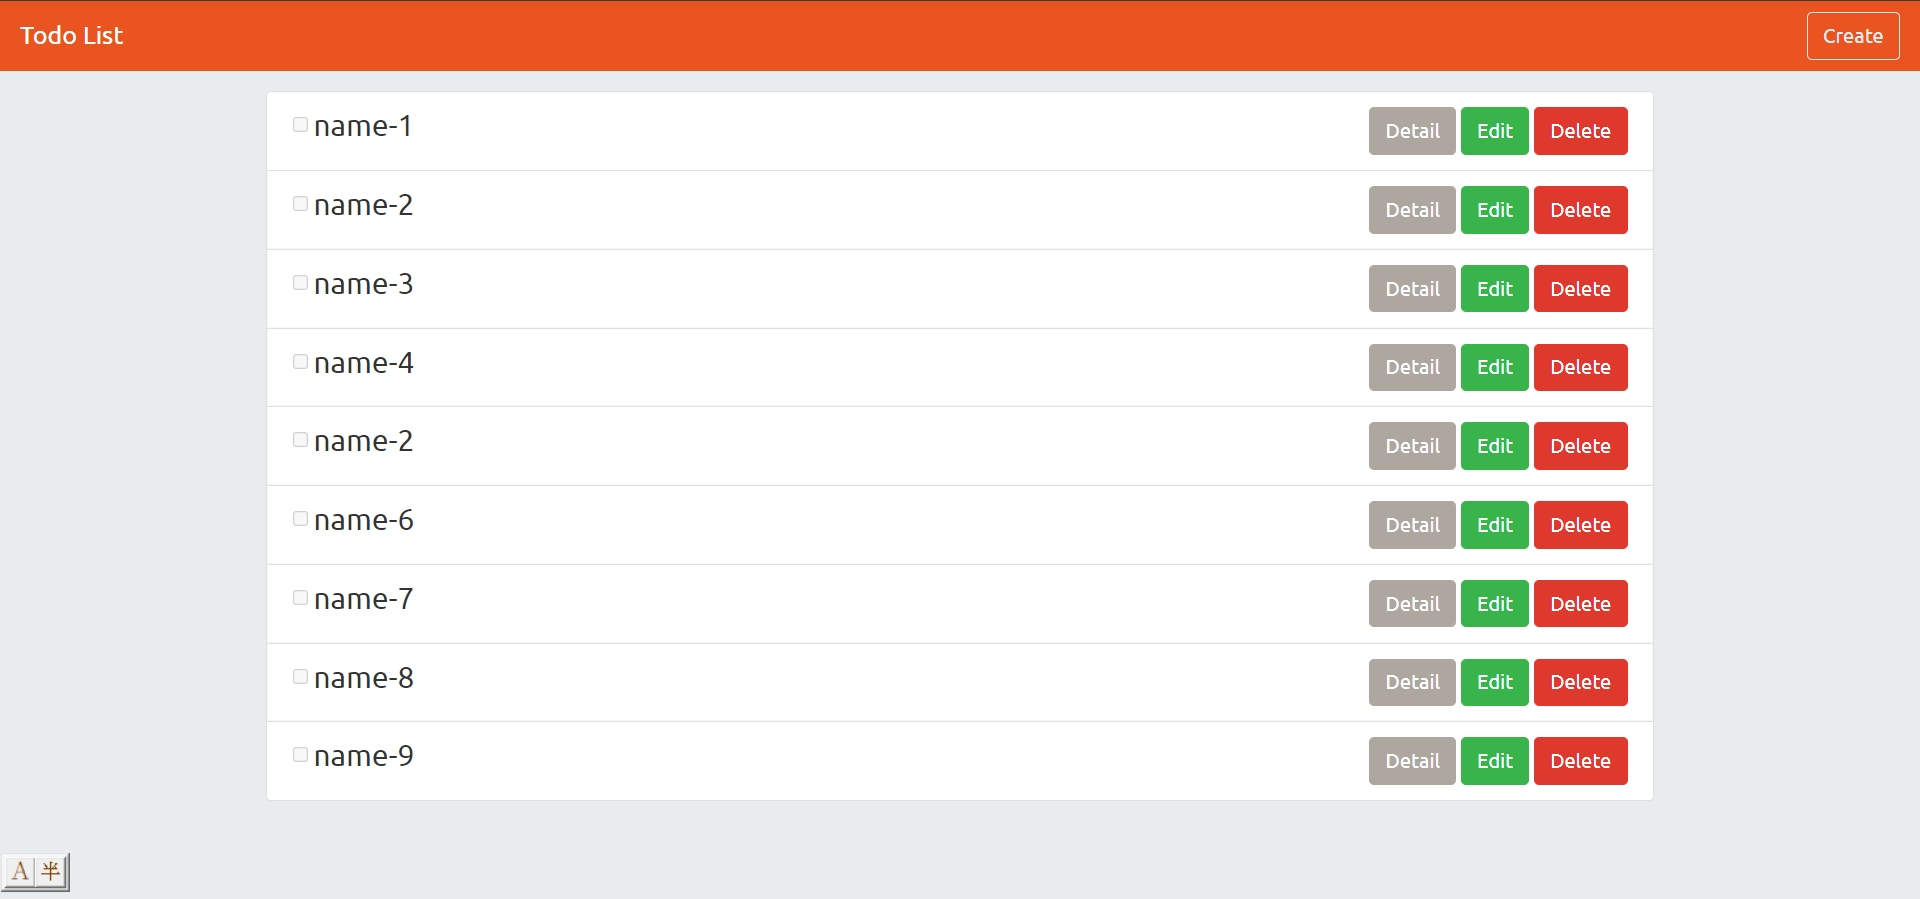 Todo List Create
name-1 Detail Edit Delete
name-2 Detail Edit Delete
name-3 Detail Edit Delete
name-4 Detail Edit Delete
name-2 Detail Edit Delete
name-6 Detail Edit Delete
name-7 Detail Edit Delete
name-8 Detail Edit Delete
name-9 Detail Edit Delete
A 半